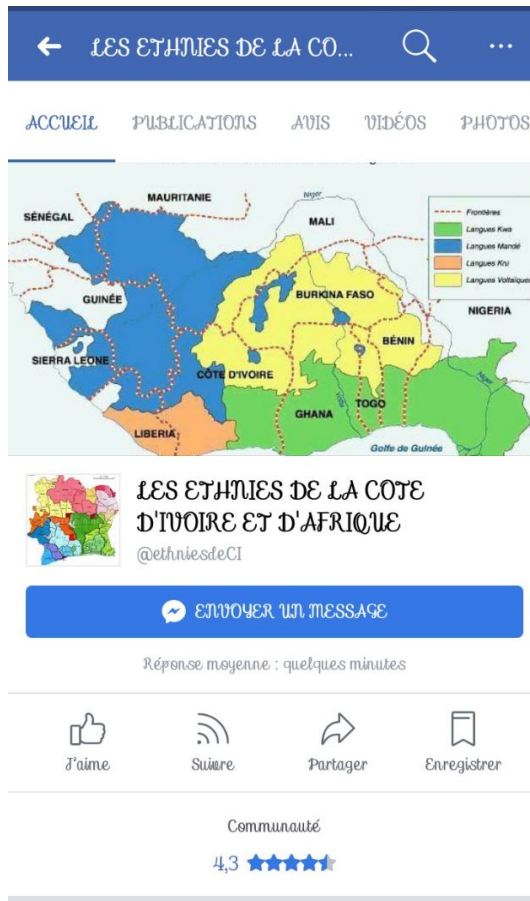 LES ETHNIES DE LA CO...
ACCUEIL PUBLICATIONS AVIS VIDÉOS PHOTOS
MAURITANIE
Niger
SÉNÉGAL
MALI
Frontières
Langues Kwa
Langues Mandé
Langues Kru
Langues Voltaïques
GUINÉE
BURKINA FASO
NIGERIA
BÉNIN
SIERRA LEONE
CÔTE D'IVOIRE
TOGO
Niger
GHANA
Volta
LIBERIA
Golfe de Guinée
LES ETHNIES DE LA COTE
D'IVOIRE ET D'AFRIQUE
@ethniesdeCI
ENVOYER UN MESSAGE
Réponse moyenne : quelques minutes
J'aime Suivre Partager Enregistrer
Communauté
4,3